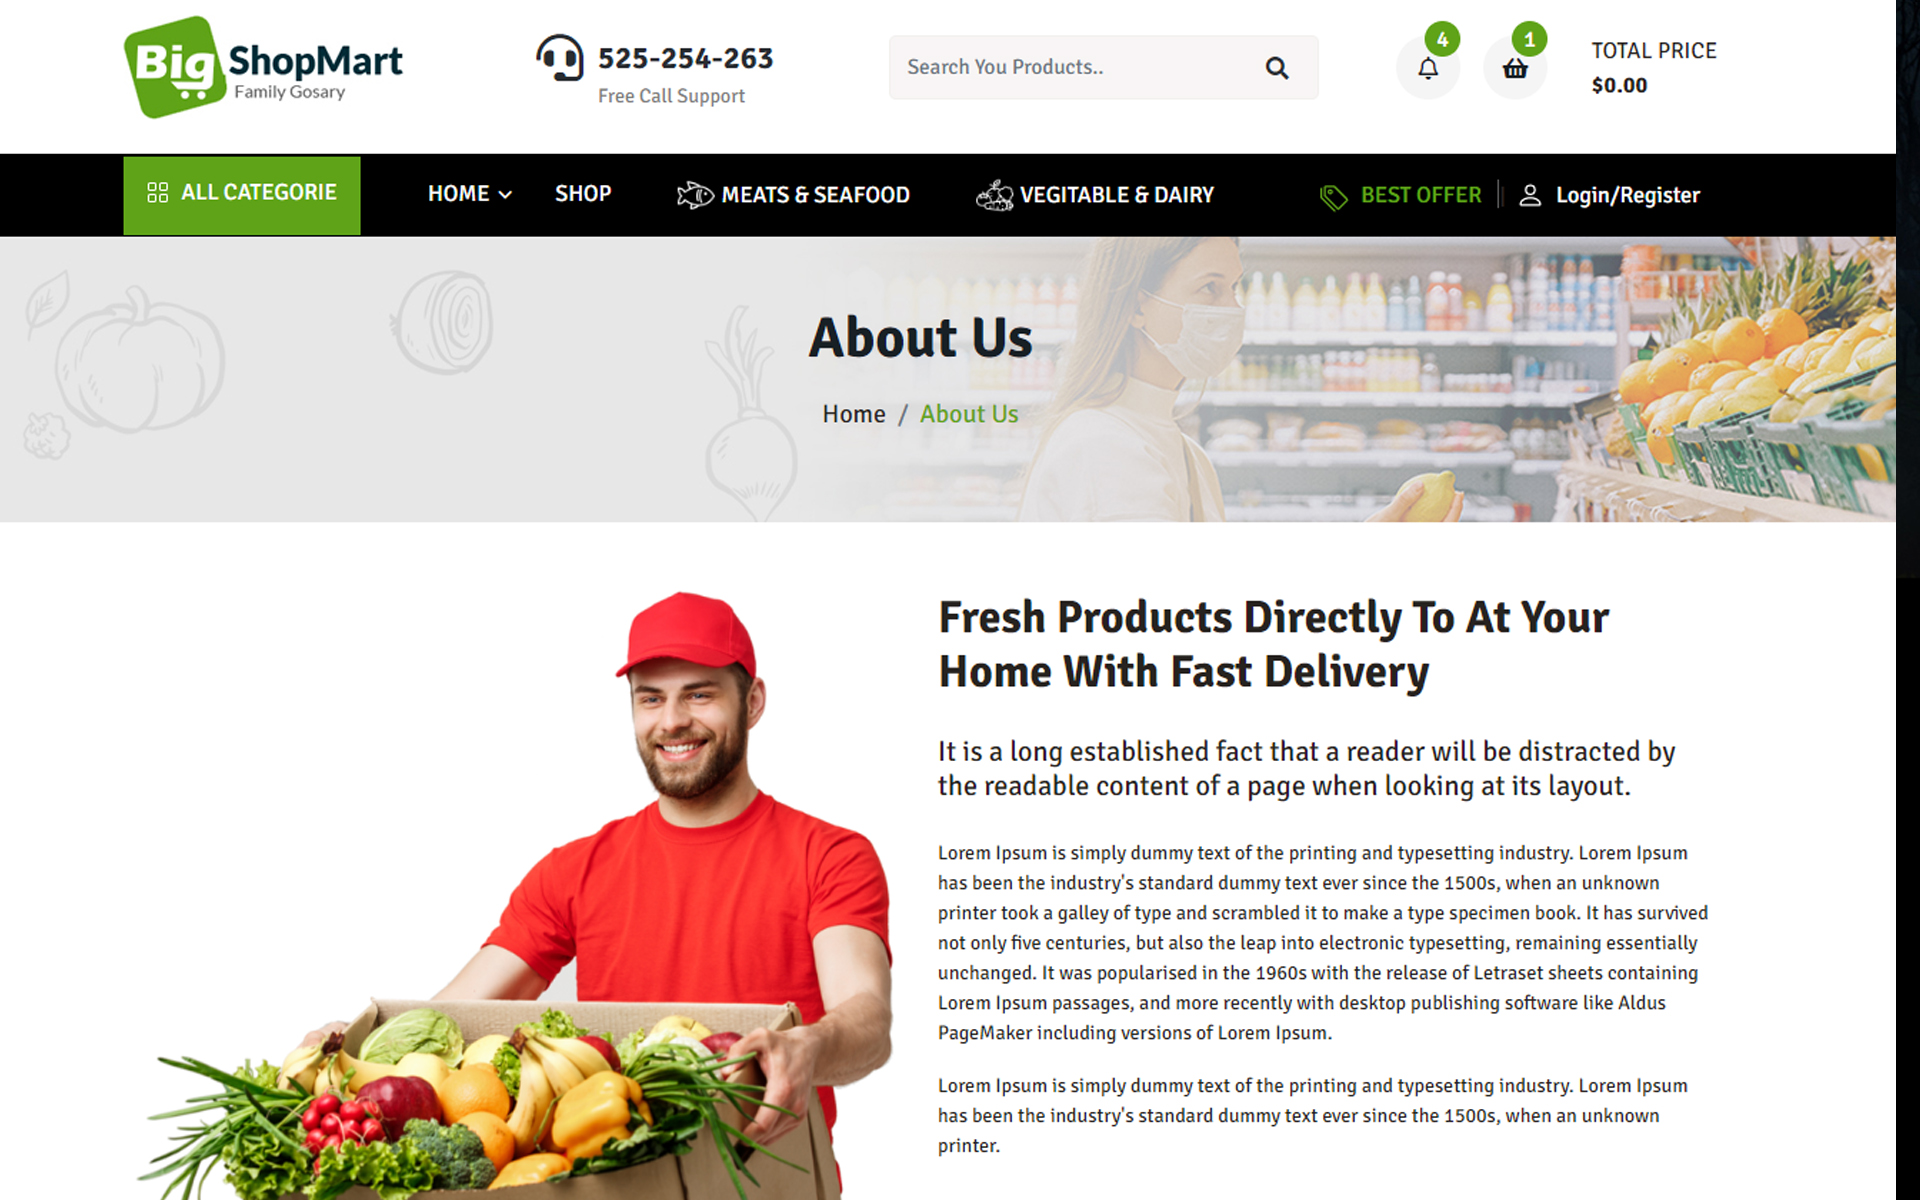 Big ShopMart
Family Gosary
525-254-263
Free Call Support
Search You Products..
4
1
TOTAL PRICE
$0.00
ALL CATEGORIE
HOME
SHOP
MEATS & SEAFOOD
VEGITABLE & DAIRY
BEST OFFER
Login/Register
About Us
Home / About Us
Fresh Products Directly To At Your
Home With Fast Delivery
It is a long established fact that a reader will be distracted by
the readable content of a page when looking at its layout.
Lorem Ipsum is simply dummy text of the printing and typesetting industry. Lorem Ipsum
has been the industry's standard dummy text ever since the 1500s, when an unknown
printer took a galley of type and scrambled it to make a type specimen book. It has survived
not only five centuries, but also the leap into electronic typesetting, remaining essentially
unchanged. It was popularised in the 1960s with the release of Letraset sheets containing
Lorem Ipsum passages, and more recently with desktop publishing software like Aldus
PageMaker including versions of Lorem Ipsum.
Lorem Ipsum is simply dummy text of the printing and typesetting industry. Lorem Ipsum
has been the industry's standard dummy text ever since the 1500s, when an unknown
printer.